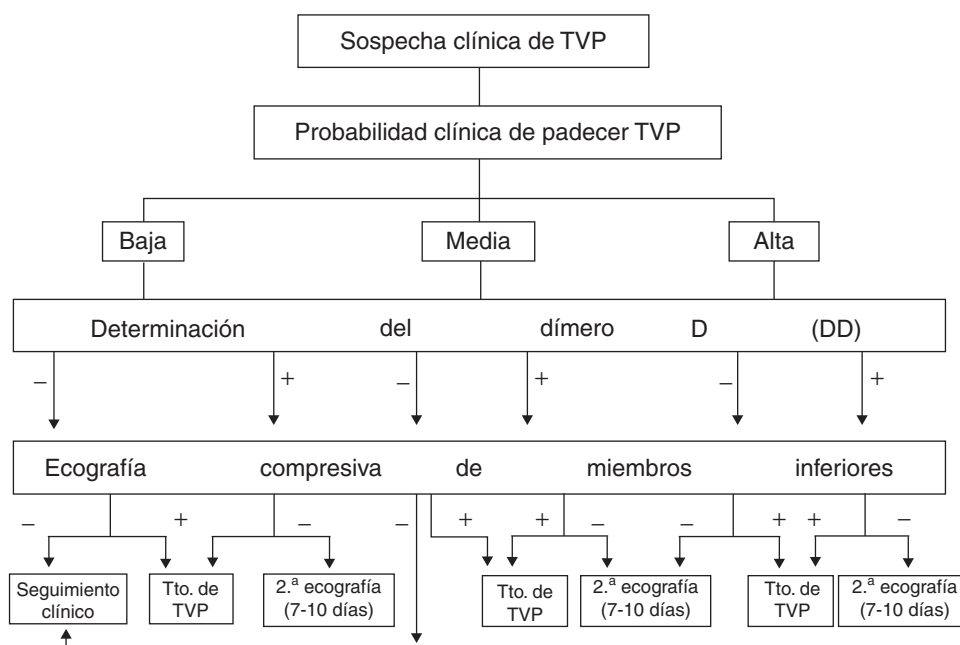 Sospecha clínica de TVP
Probabilidad clínica de padecer TVP
Baja Media Alta
Determinación del dímero D (DD)
− + − + − +
Ecografía compresiva de miembros inferiores
− + − − + + − − + + −
Seguimiento
clínico
Tto. de
TVP
2.ª ecografía
(7-10 días)
Tto. de
TVP
2.ª ecografía
(7-10 días)
Tto. de
TVP
2.ª ecografía
(7-10 días)